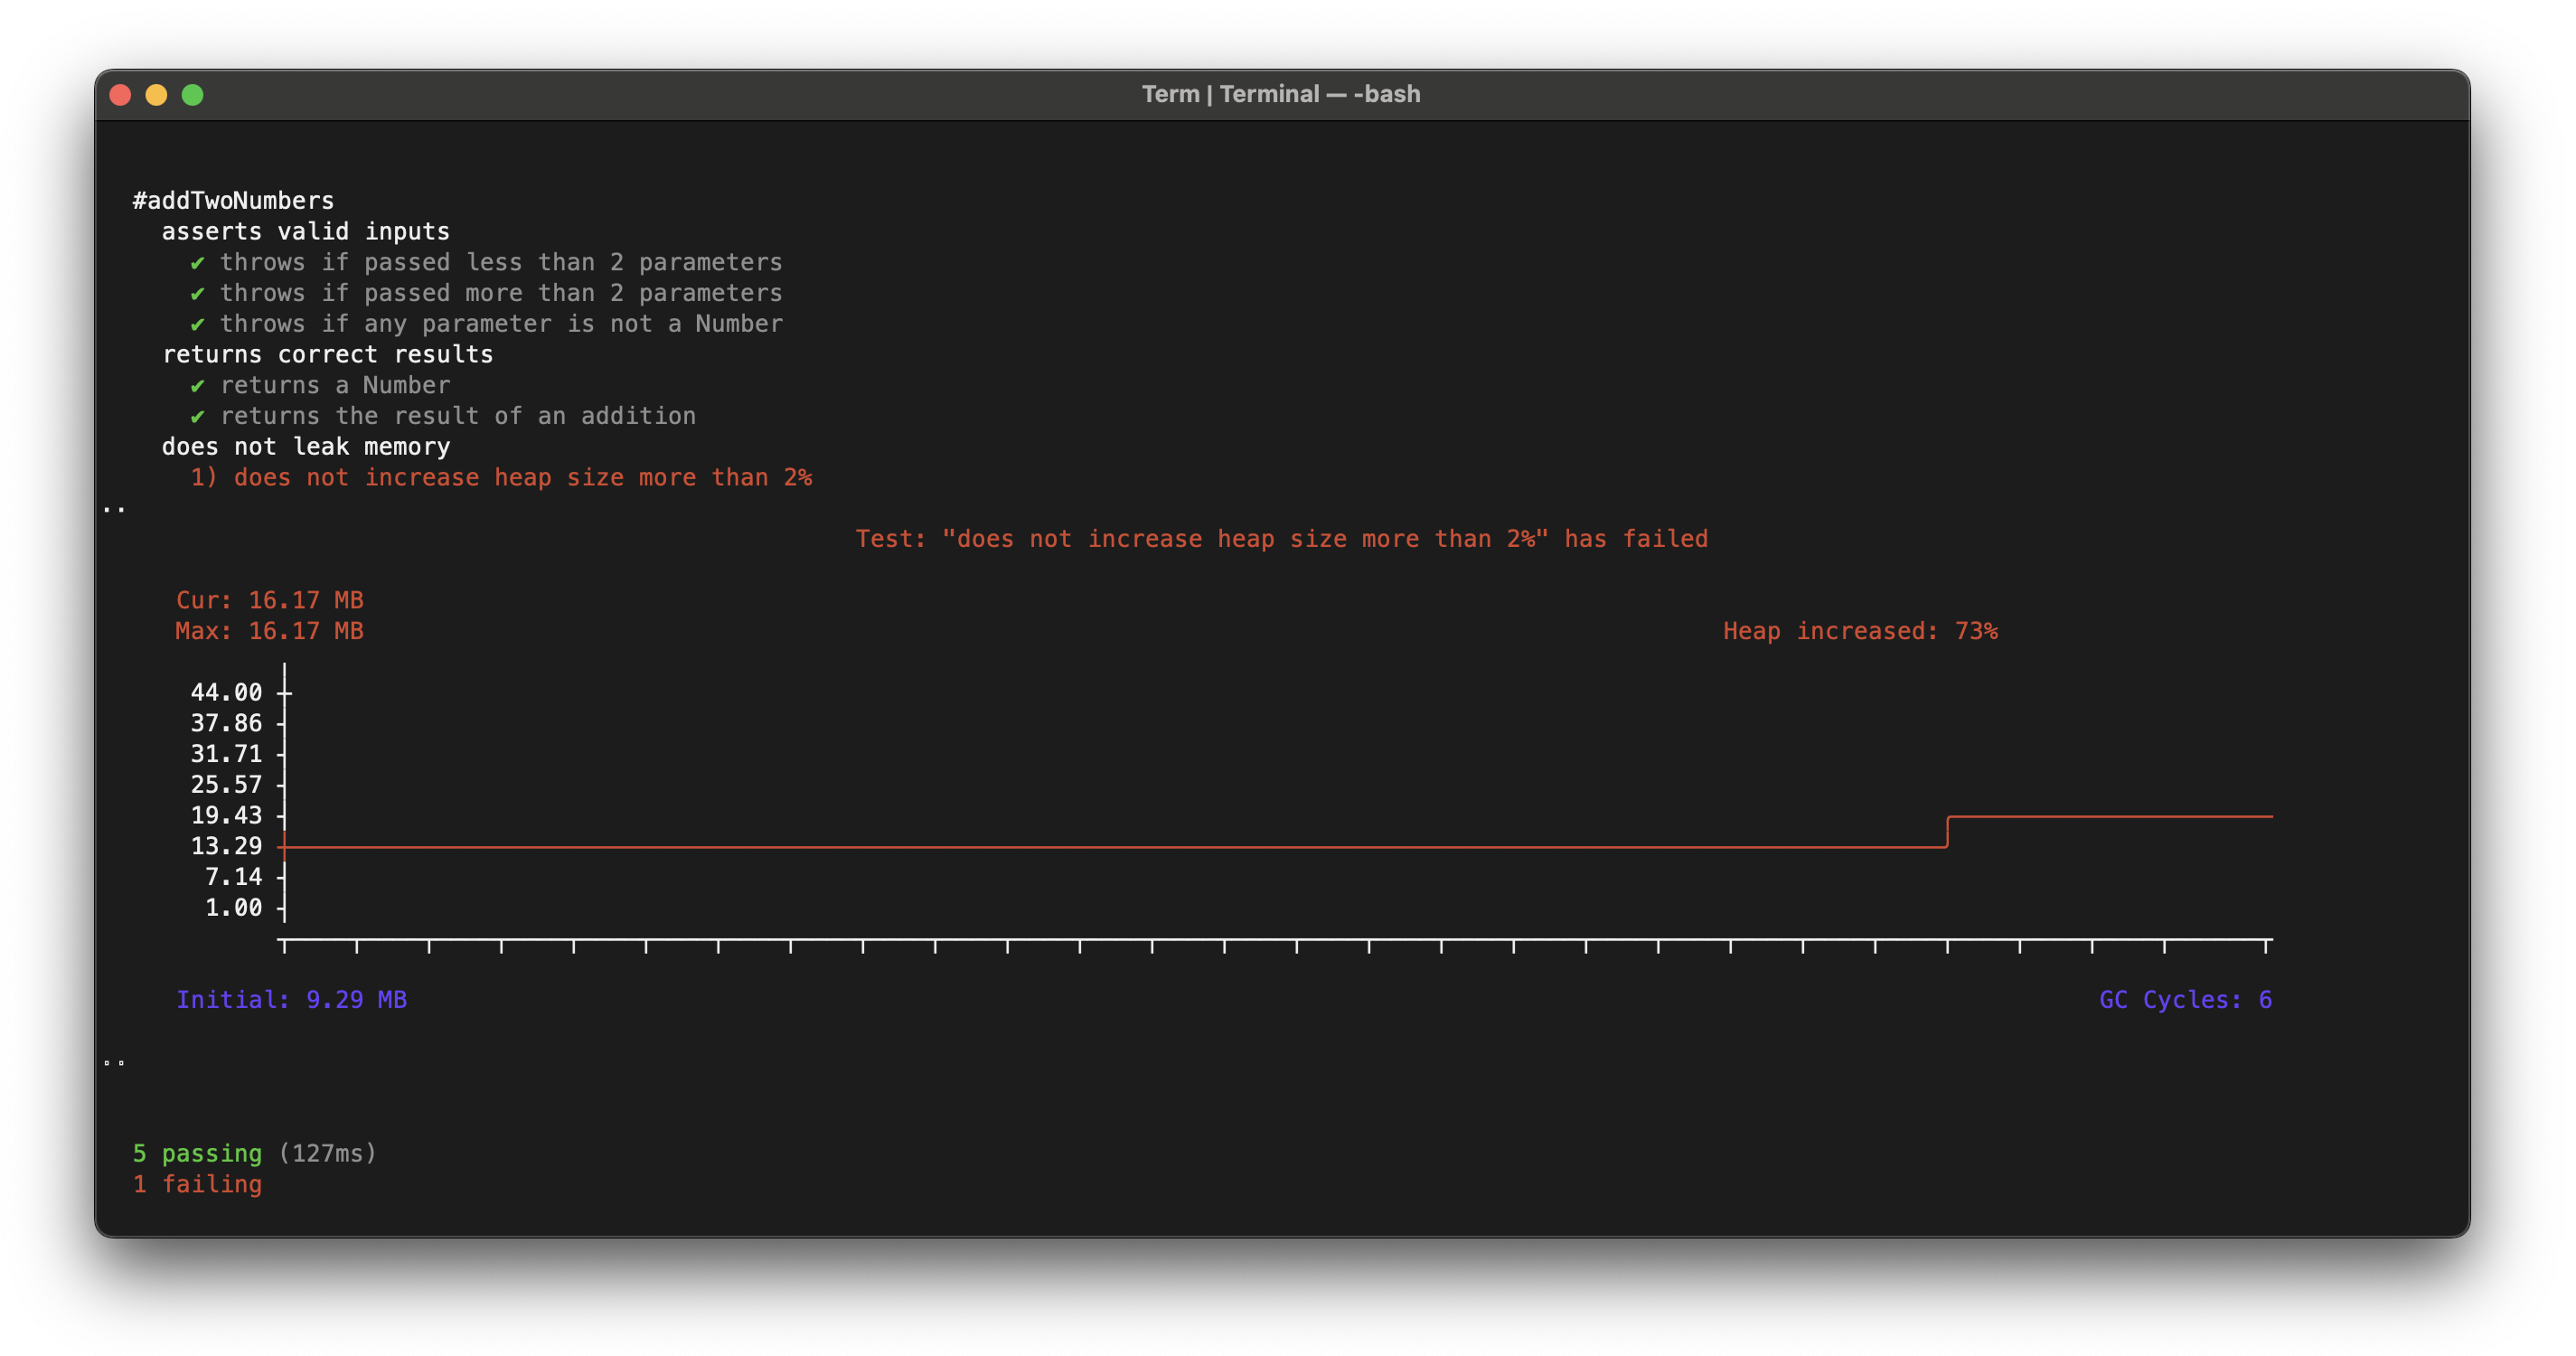 Term | Terminal — -bash
#addTwoNumbers
asserts valid inputs
✔ throws if passed less than 2 parameters
✔ throws if passed more than 2 parameters
✔ throws if any parameter is not a Number
returns correct results
✔ returns a Number
✔ returns the result of an addition
does not leak memory
1) does not increase heap size more than 2%
..
Test: "does not increase heap size more than 2%" has failed
Cur: 16.17 MB
Max: 16.17 MB
Heap increased: 73%
44.00
37.86
31.71
25.57
19.43
13.29
7.14
1.00
Initial: 9.29 MB
GC Cycles: 6
..
5 passing (127ms)
1 failing